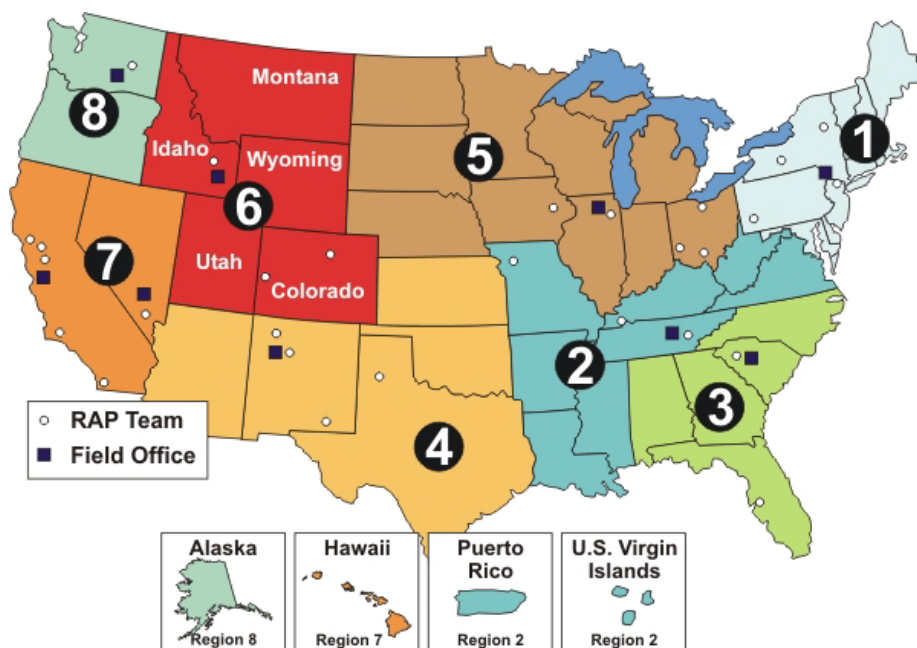 Montana
8
1
Idaho
Wyoming
5
6
Utah
7
Colorado
2
3
4
RAP Team
Field Office
Alaska
Region 8
Hawaii
Region 7
Puerto
Rico
Region 2
U.S. Virgin
Islands
Region 2